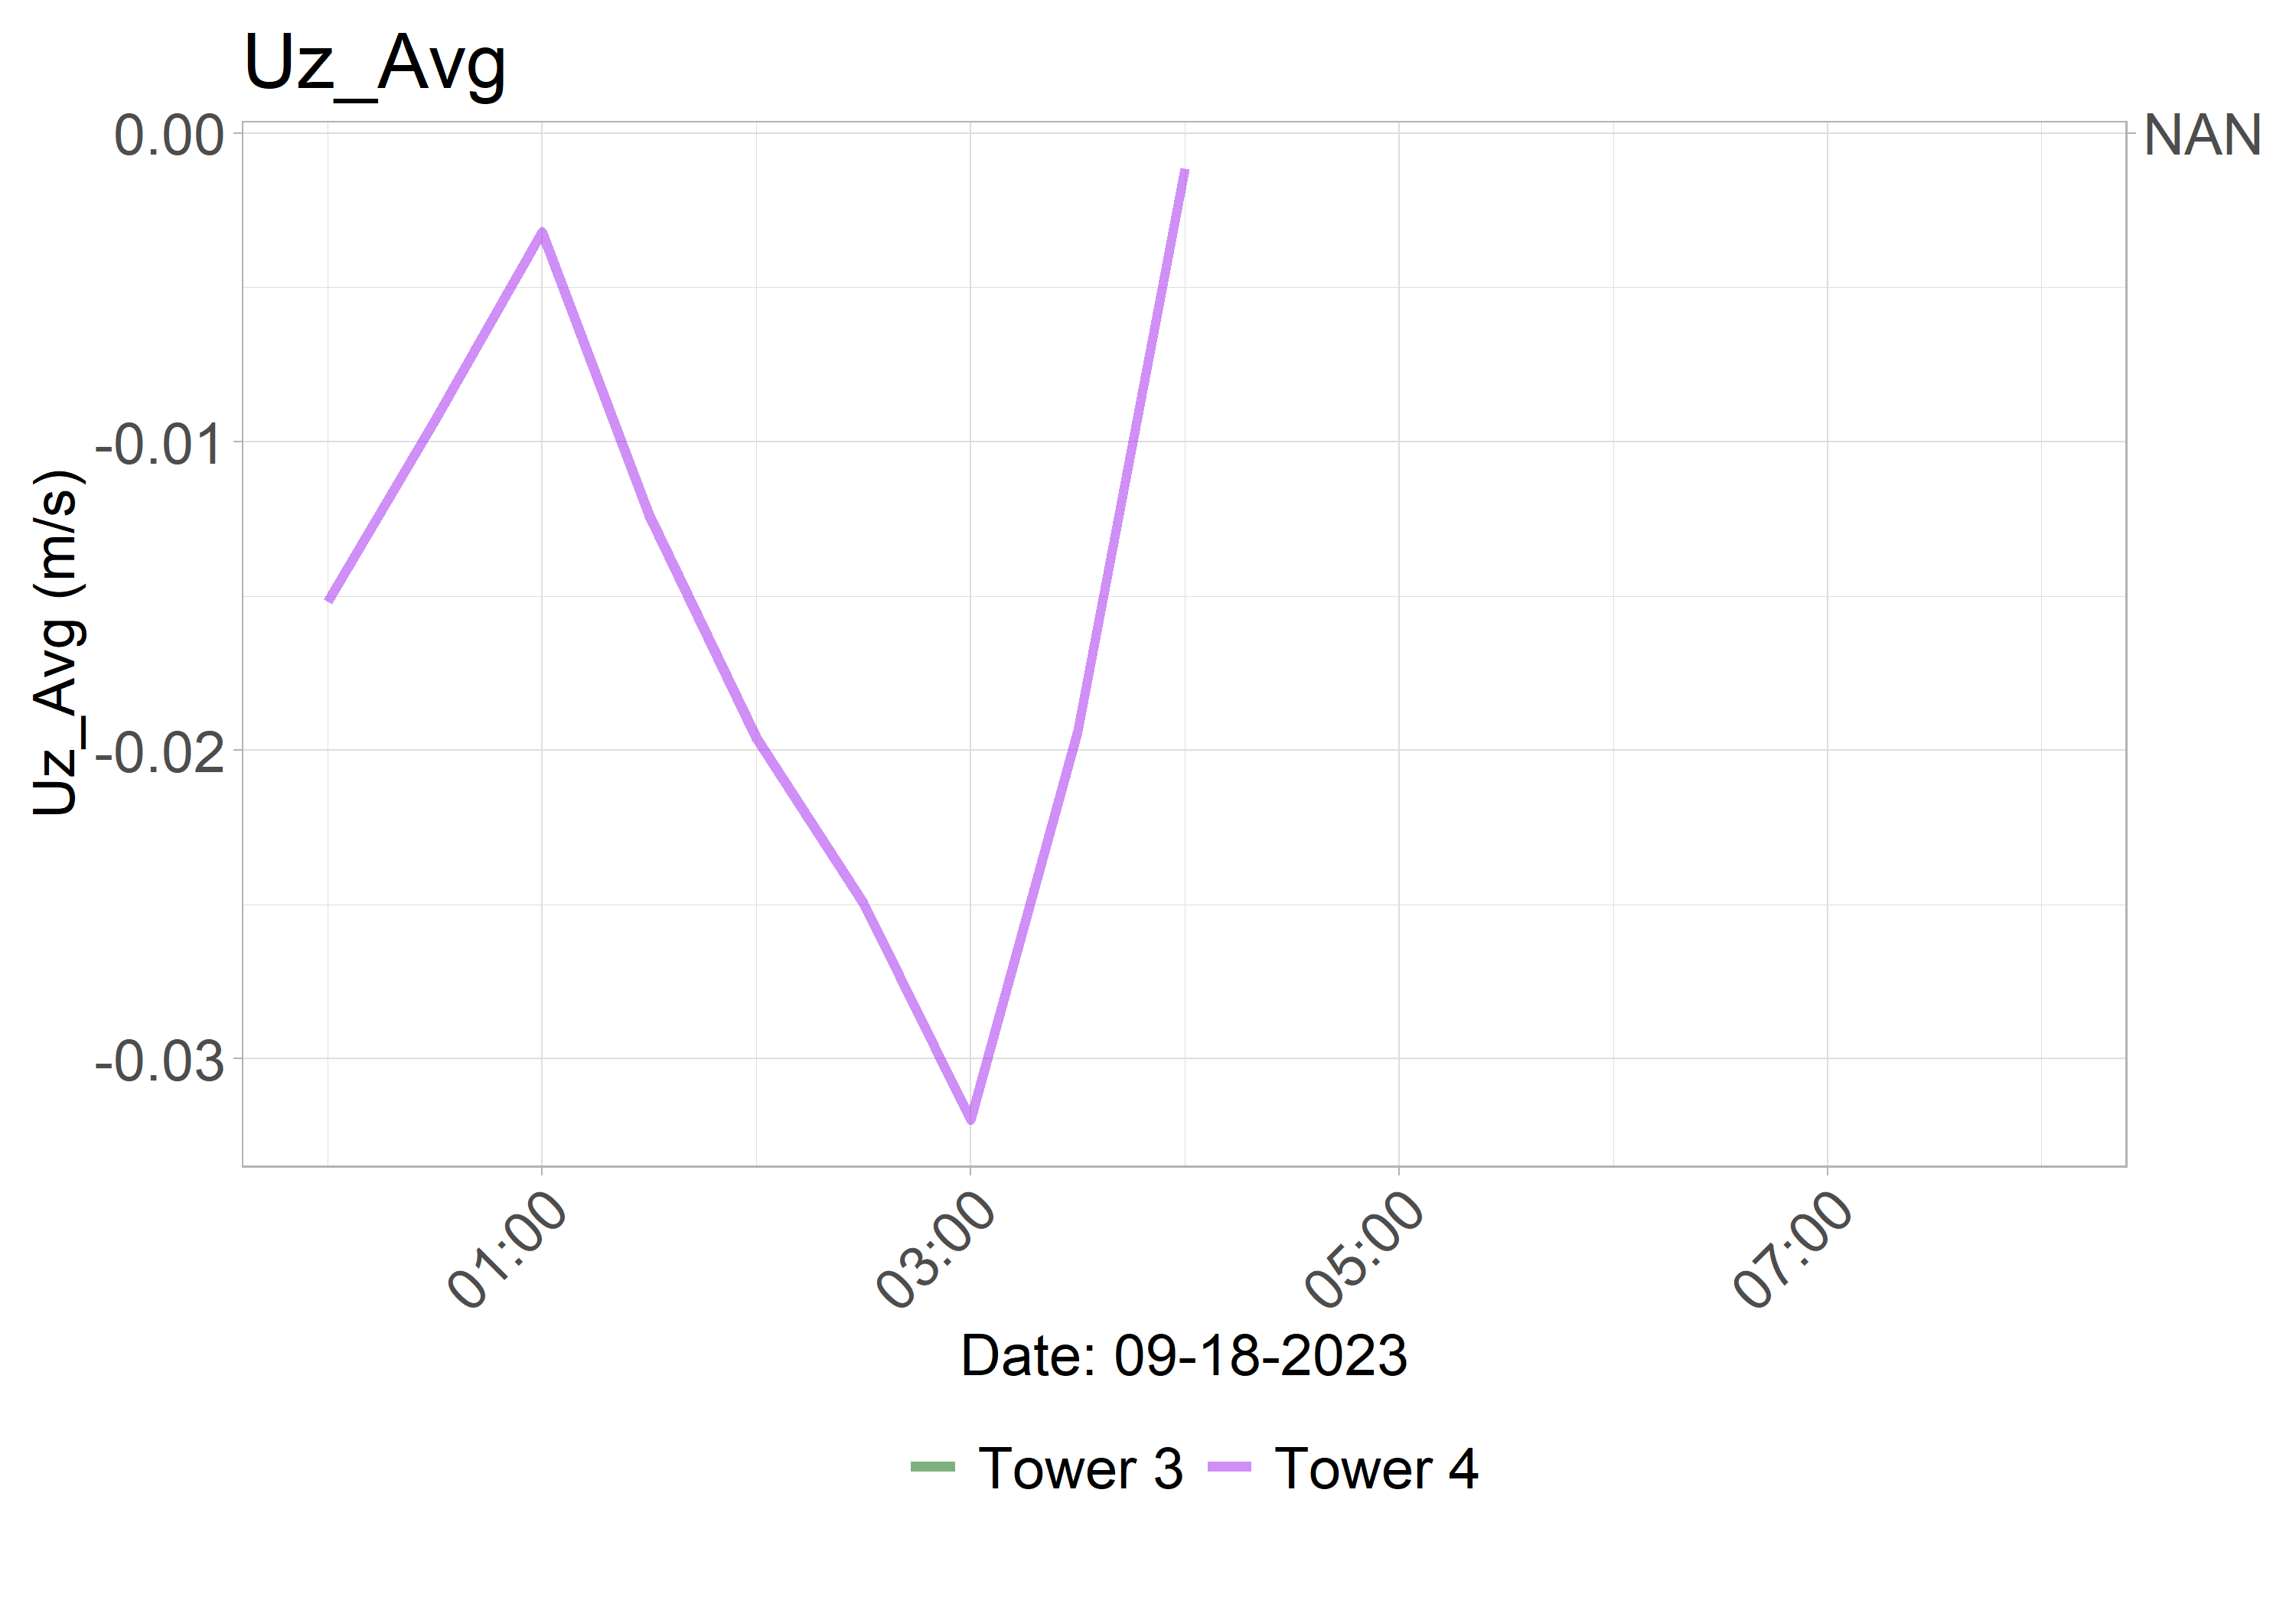 Uz_Avg
0.00
NAN
-0.01
-0.02
-0.03
Uz_Avg (m/s)
01:00
03:00
05:00
07:00
Date: 09-18-2023
Tower 3
Tower 4